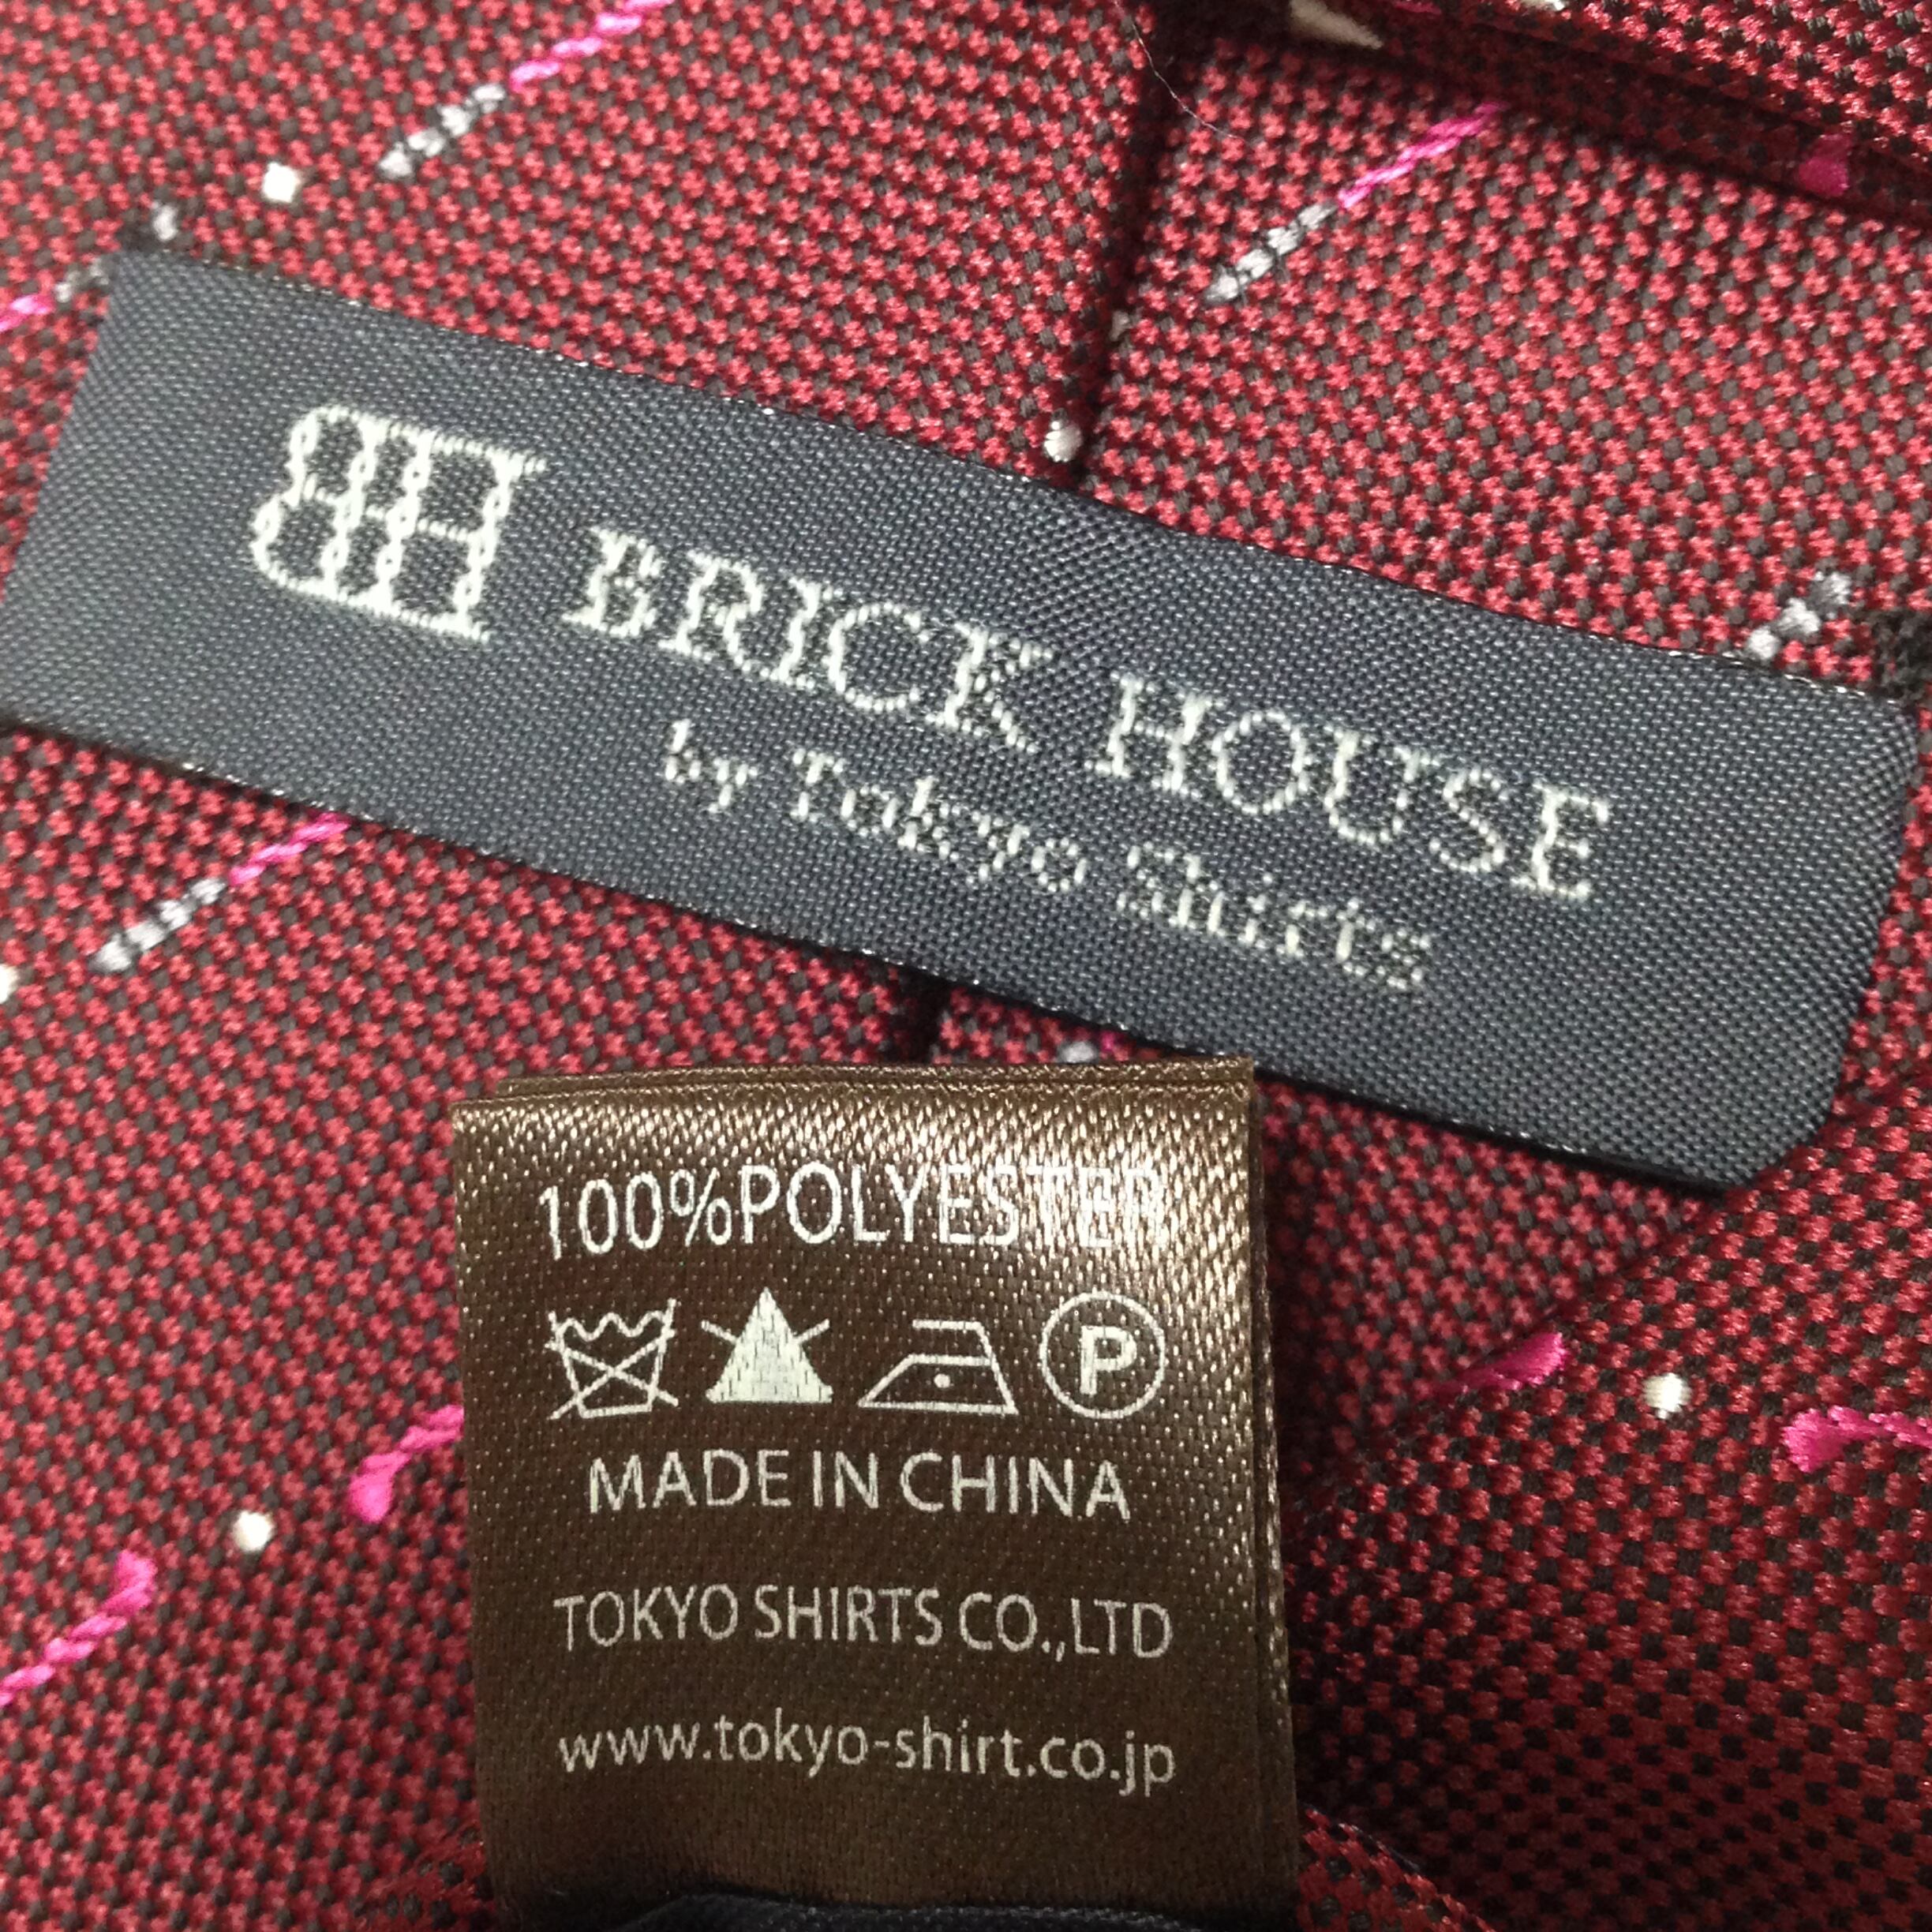 BH BRICK HOUSE
by Tokyo Shirts
100%POLYESTER
P
MADE IN CHINA
TOKYO SHIRTS CO.,LTD
www.tokyo-shirt.co.jp